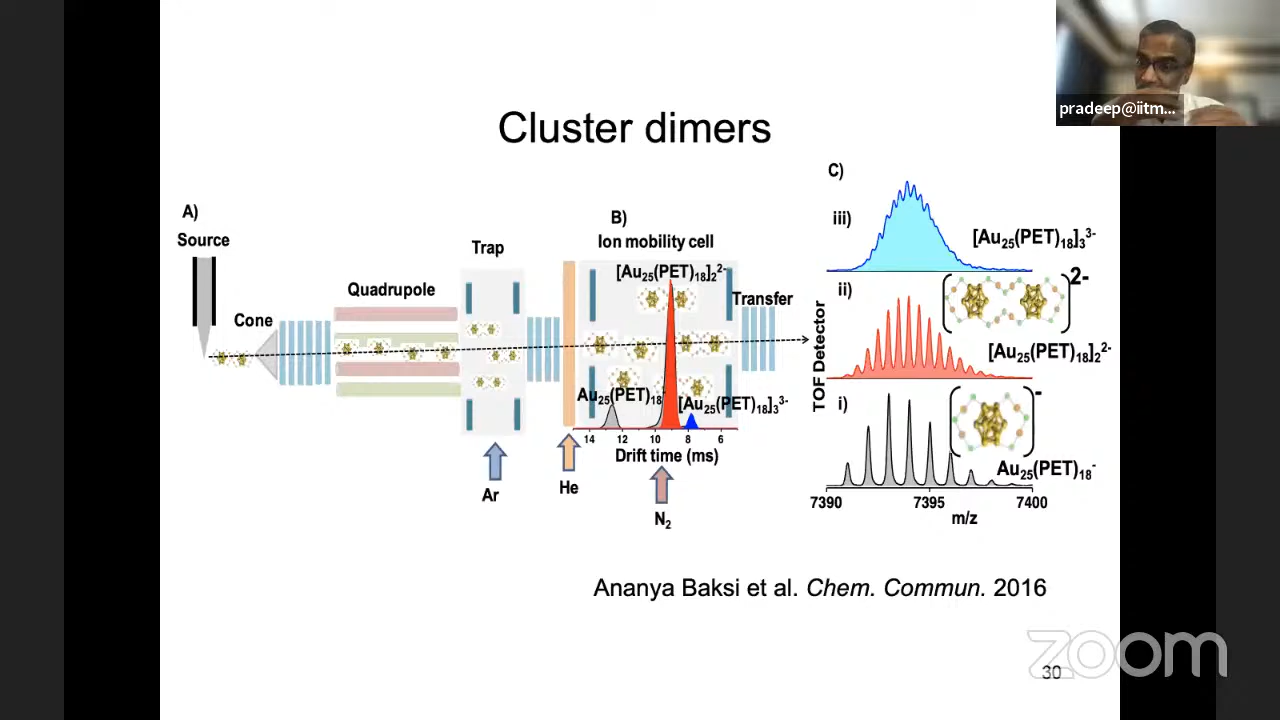 pradeep@iitm...
Cluster dimers
A)
Source
Cone
Quadrupole
Trap
Ar
He
B)
Ion mobility cell
[Au25(PET)18]2 2-
Transfer
Au25(PET)18-
[Au25(PET)18]3 3-
14 12 10 8 6
Drift time (ms)
N2
TOF Detector
C)
iii)
[Au25(PET)18]3 3-
ii)
2-
[Au25(PET)18]2 2-
i)
-
Au25(PET)18-
7390 7395 7400
m/z
Ananya Baksi et al. Chem. Commun. 2016
zoom
30